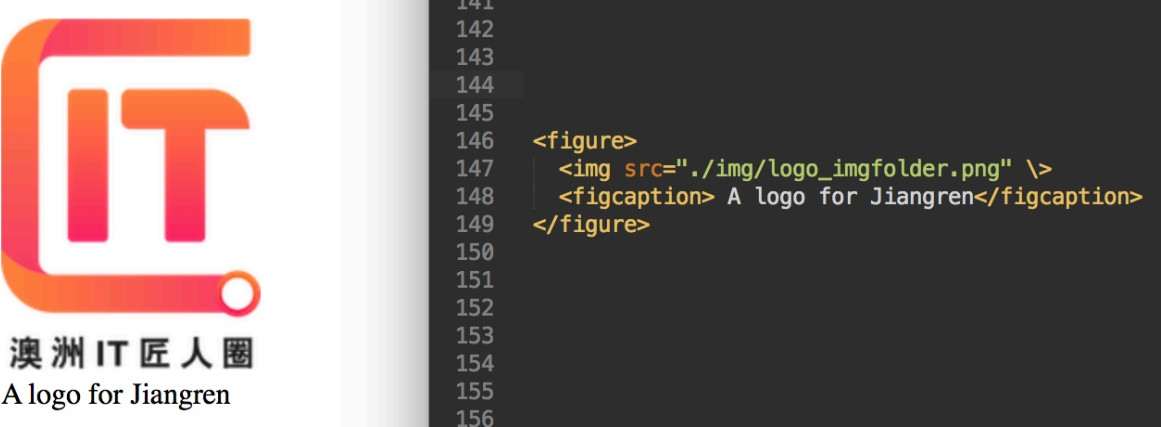 IT
澳洲IT匠人圈
A logo for Jiangren
141
142
143
144
145
146 <figure>
147 <img src="./img/logo_imgfolder.png" \>
148 <figcaption> A logo for Jiangren</figcaption>
149 </figure>
150
151
152
153
154
155
156